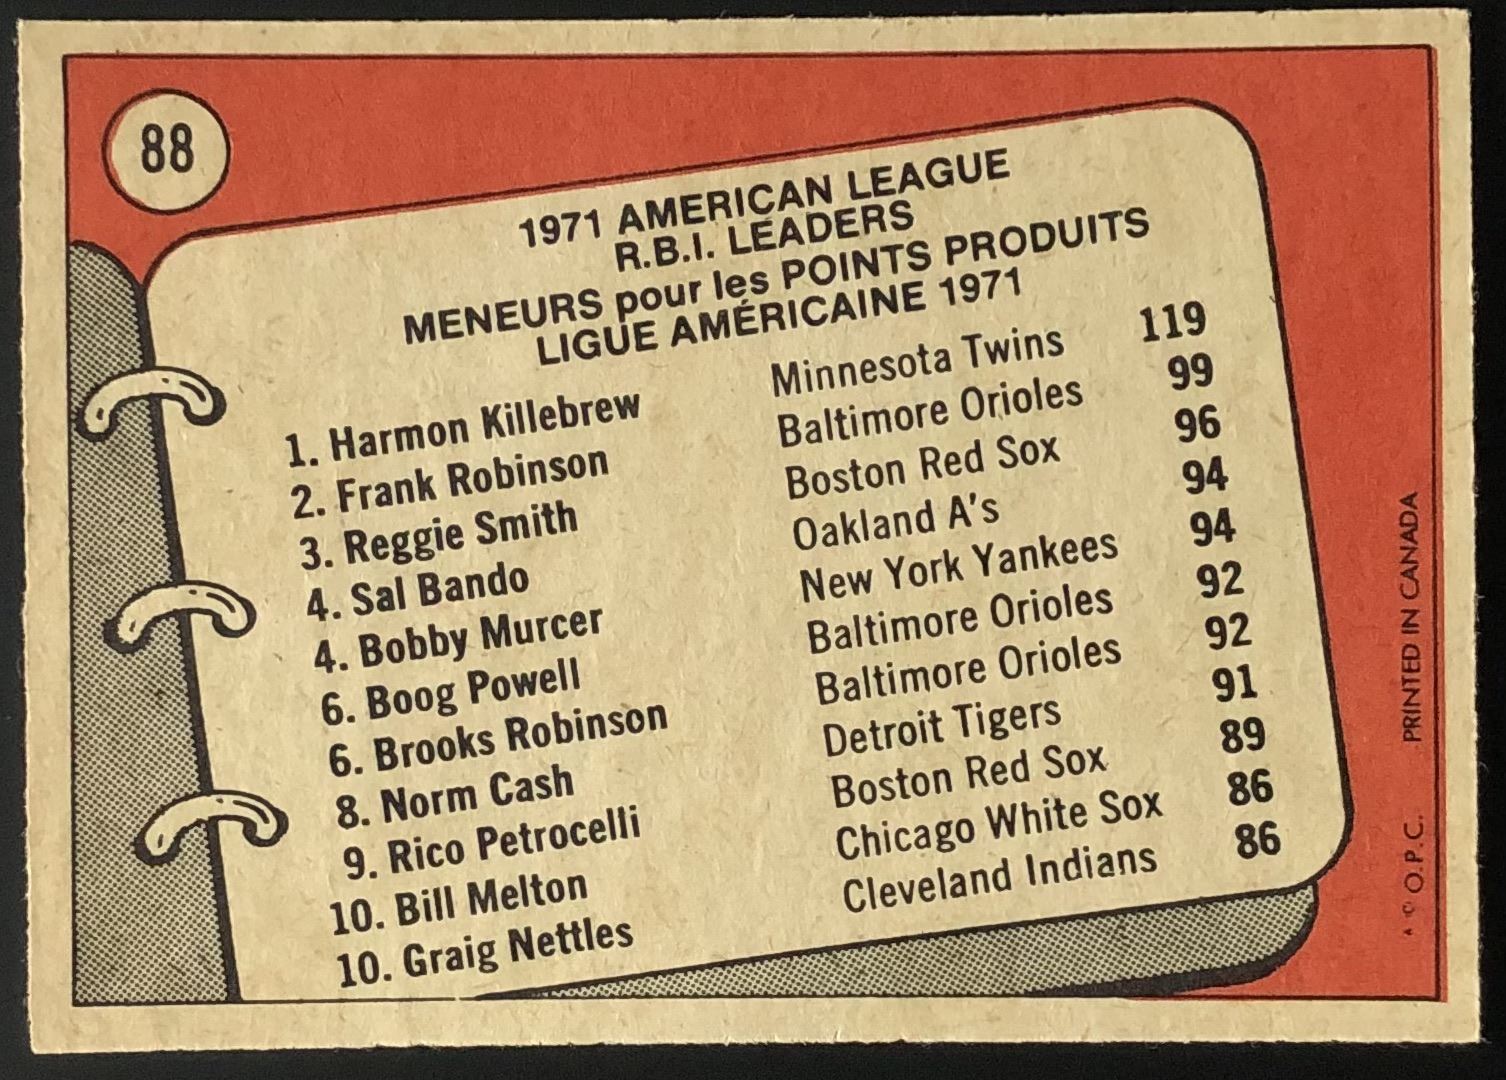 88
1971 AMERICAN LEAGUE
R.B.I. LEADERS
MENEURS pour les POINTS PRODUITS
LIGUE AMÉRICAINE 1971
1. Harmon Killebrew Minnesota Twins 119
2. Frank Robinson Baltimore Orioles 99
3. Reggie Smith Boston Red Sox 96
4. Sal Bando Oakland A's 94
4. Bobby Murcer New York Yankees 94
6. Boog Powell Baltimore Orioles 92
6. Brooks Robinson Baltimore Orioles 92
8. Norm Cash Detroit Tigers 91
9. Rico Petrocelli Boston Red Sox 89
10. Bill Melton Chicago White Sox 86
10. Graig Nettles Cleveland Indians 86
* © O.P.C. PRINTED IN CANADA